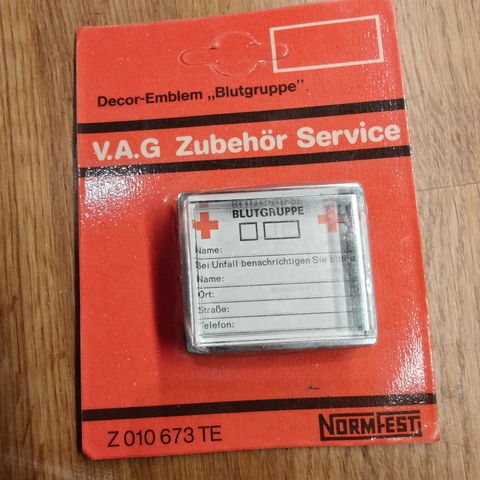 Decor-Emblem „Blutgruppe"
V.A.G Zubehör Service
BLUTGRUPPE
Name:
Bei Unfall benachrichtigen Sie bitte
Name:
Ort:
Straße:
Telefon:
Z 010 673 TE
NORMFEST